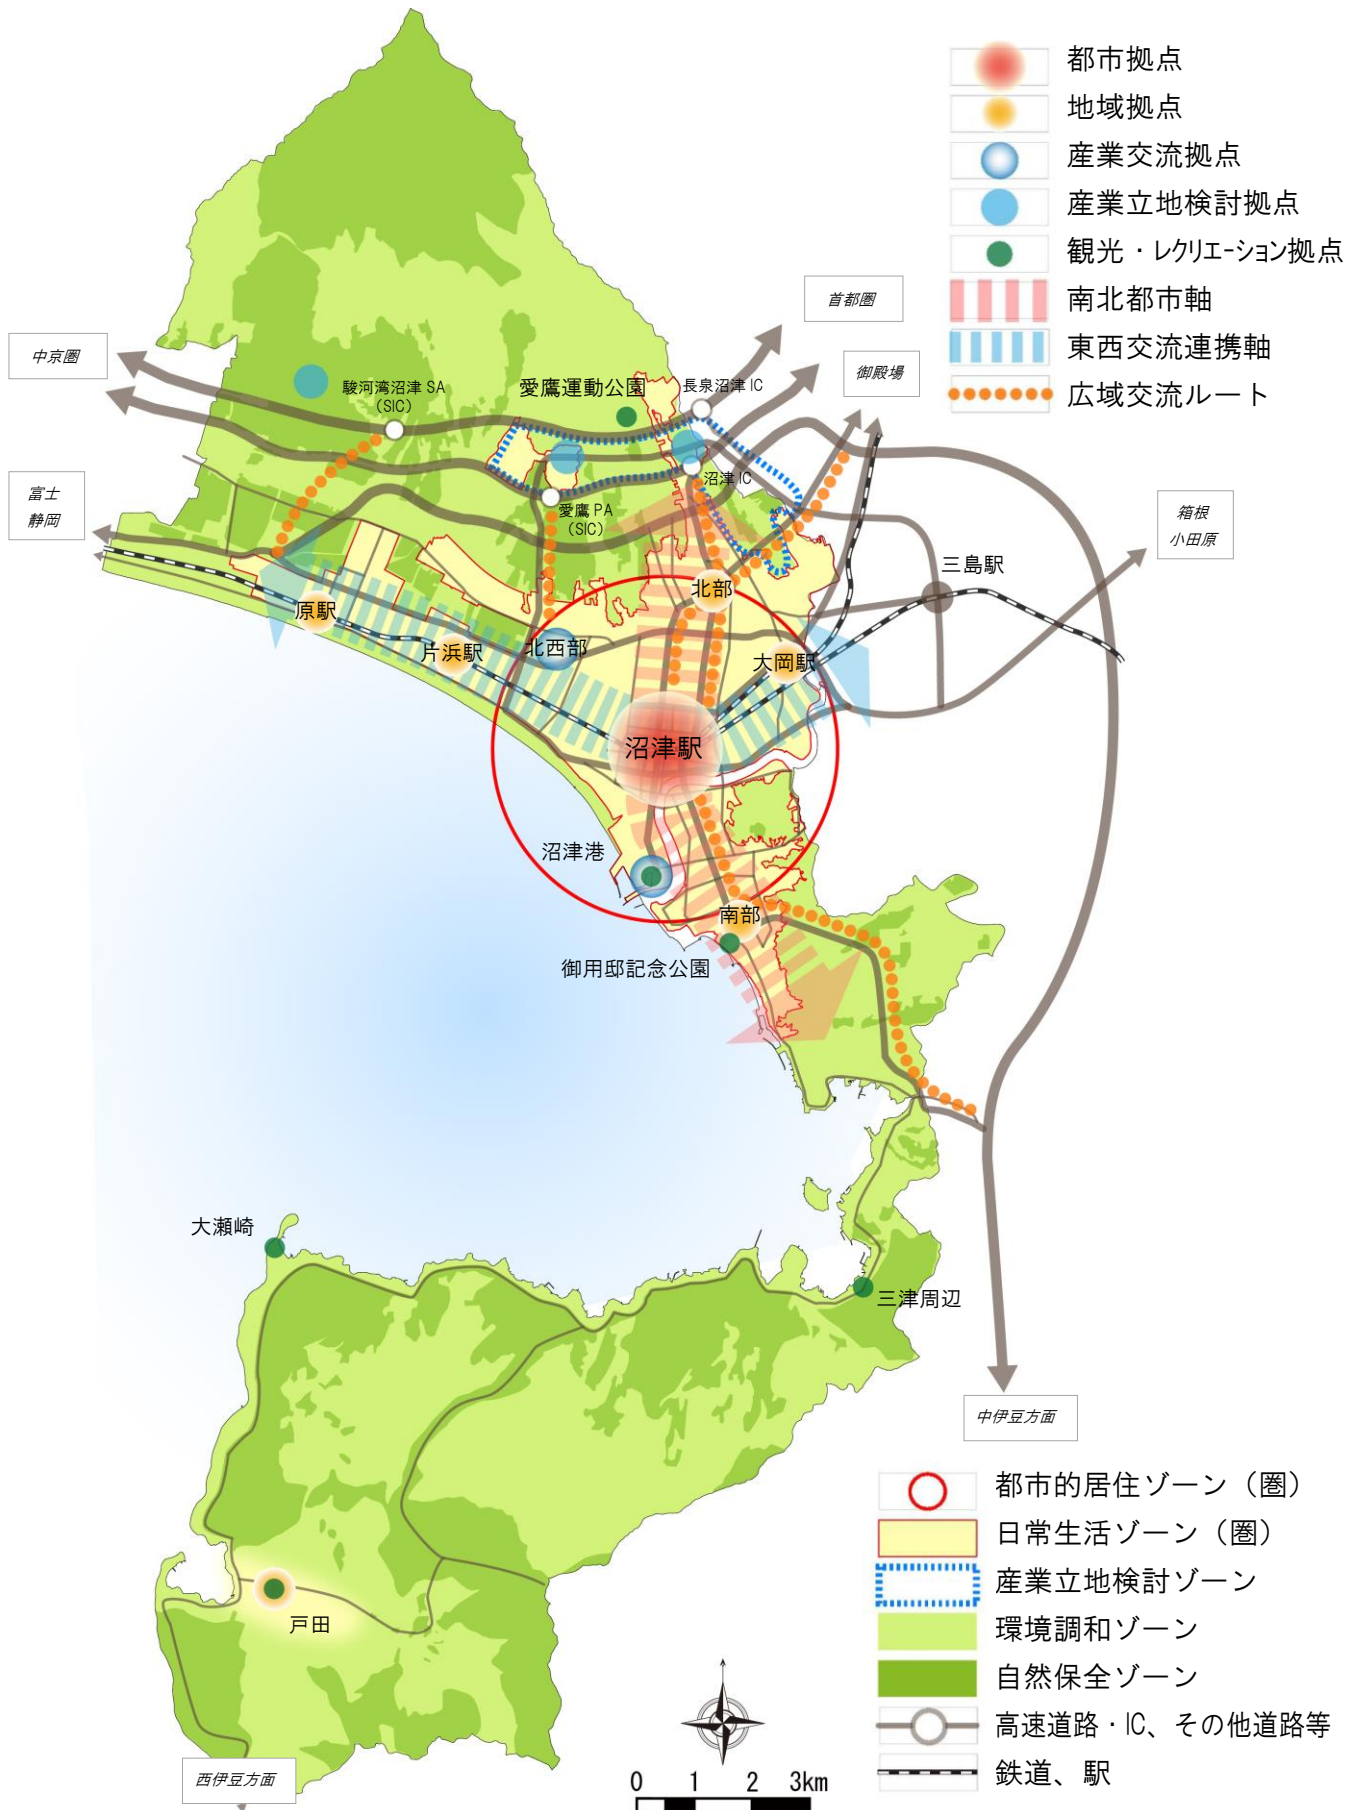 都市拠点
地域拠点
産業交流拠点
産業立地検討拠点
観光・レクリエーション拠点
南北都市軸
東西交流連携軸
広域交流ルート
首都圏
中京圏
御殿場
駿河湾沼津 SA
（SIC）
愛鷹運動公園
長泉沼津 IC
沼津 IC
富士
静岡
愛鷹 PA
（SIC）
箱根
小田原
三島駅
北部
原駅
片浜駅
北西部
大岡駅
沼津駅
沼津港
南部
御用邸記念公園
大瀬崎
三津周辺
中伊豆方面
都市的居住ゾーン（圏）
日常生活ゾーン（圏）
産業立地検討ゾーン
環境調和ゾーン
自然保全ゾーン
高速道路・IC、その他道路等
鉄道、駅
戸田
西伊豆方面
0 1 2 3km